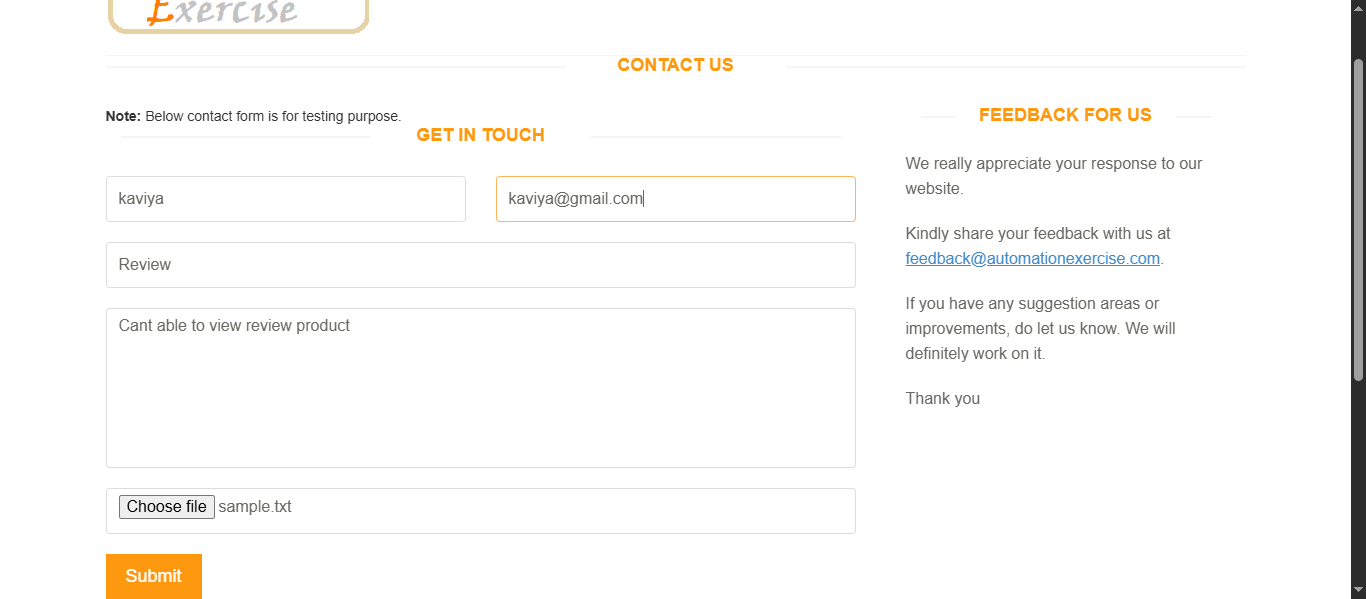 Exercise
CONTACT US
Note: Below contact form is for testing purpose.
GET IN TOUCH
kaviya
kaviya@gmail.com
Review
Cant able to view review product
Choose file sample.txt
Submit
FEEDBACK FOR US
We really appreciate your response to our
website.
Kindly share your feedback with us at
feedback@automationexercise.com.
If you have any suggestion areas or
improvements, do let us know. We will
definitely work on it.
Thank you